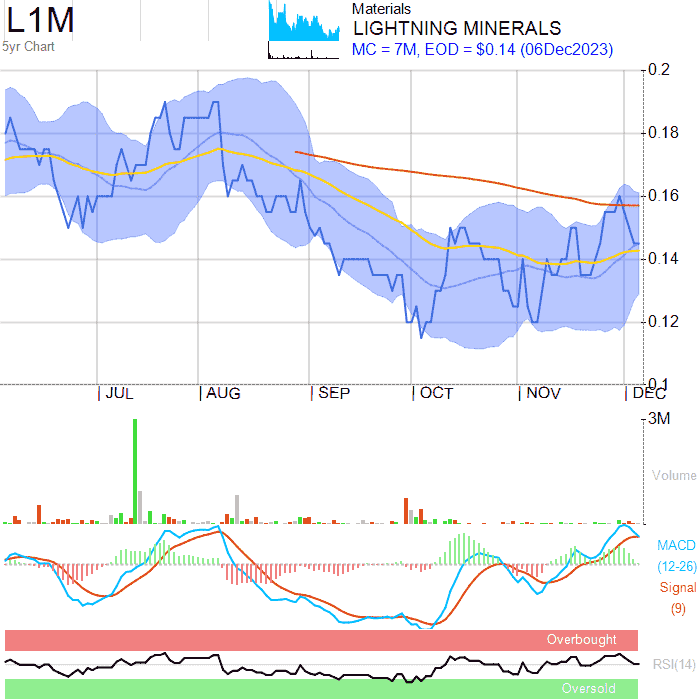 L1M
5yr Chart
Materials
LIGHTNING MINERALS
MC = 7M, EOD = $0.14 (06Dec2023)
0.2
0.18
0.16
0.14
0.12
0.1
JUL AUG SEP OCT NOV DEC
3M
Volume
MACD
(12-26)
Signal
(9)
Overbought
RSI(14)
Oversold